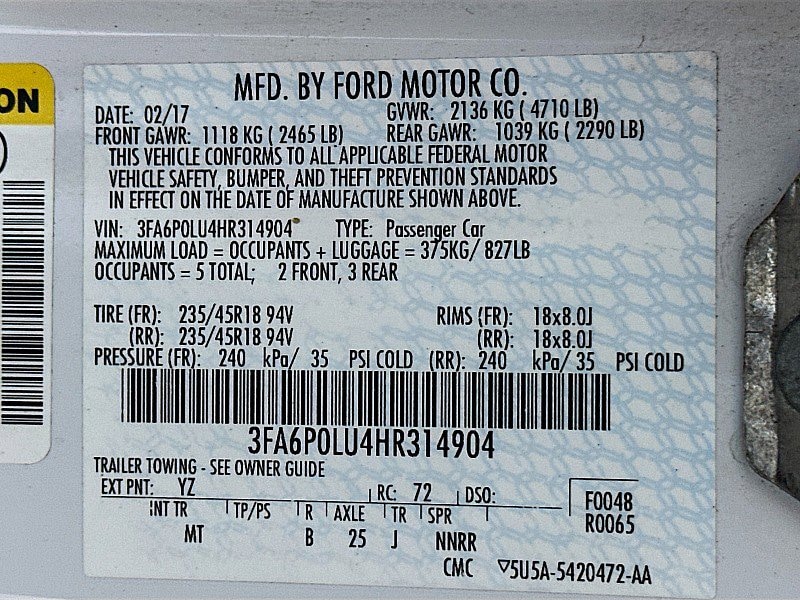 ON
MFD. BY FORD MOTOR CO.
DATE: 02/17 GVWR: 2136 KG ( 4710 LB)
FRONT GAWR: 1118 KG ( 2465 LB) REAR GAWR: 1039 KG ( 2290 LB)
THIS VEHICLE CONFORMS TO ALL APPLICABLE FEDERAL MOTOR
VEHICLE SAFETY, BUMPER, AND THEFT PREVENTION STANDARDS
IN EFFECT ON THE DATE OF MANUFACTURE SHOWN ABOVE.
VIN: 3FA6P0LU4HR314904 TYPE: Passenger Car
MAXIMUM LOAD = OCCUPANTS + LUGGAGE = 375KG/ 827LB
OCCUPANTS = 5 TOTAL; 2 FRONT, 3 REAR
TIRE (FR): 235/45R18 94V RIMS (FR): 18x8.0J
(RR): 235/45R18 94V (RR): 18x8.0J
PRESSURE (FR): 240 kPa/ 35 PSI COLD (RR): 240 kPa/ 35 PSI COLD
3FA6P0LU4HR314904
TRAILER TOWING - SEE OWNER GUIDE
EXT PNT: YZ RC: 72 DSO: F0048
INT TR TP/PS R AXLE TR SPR R0065
MT B 25 J NNRR
CMC ▽5U5A-5420472-AA